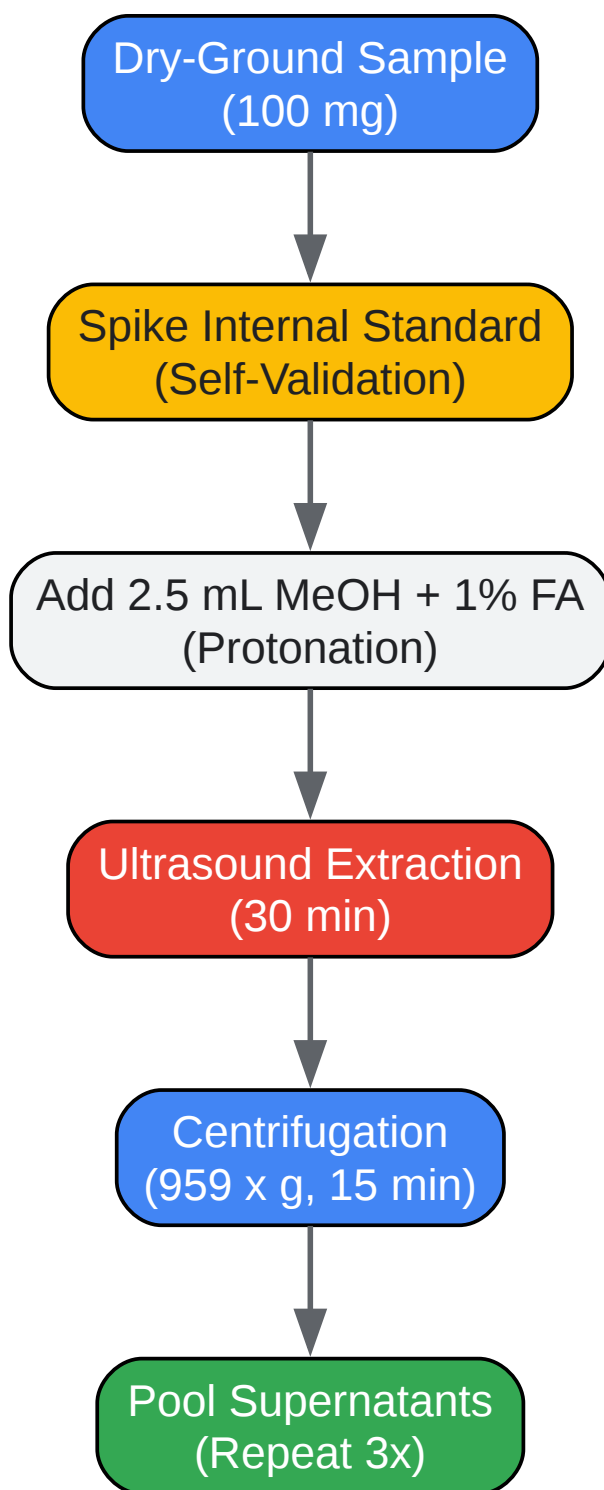 Dry-Ground Sample
(100 mg)
Spike Internal Standard
(Self-Validation)
Add 2.5 mL MeOH + 1% FA
(Protonation)
Ultrasound Extraction
(30 min)
Centrifugation
(959 x g, 15 min)
Pool Supernatants
(Repeat 3x)